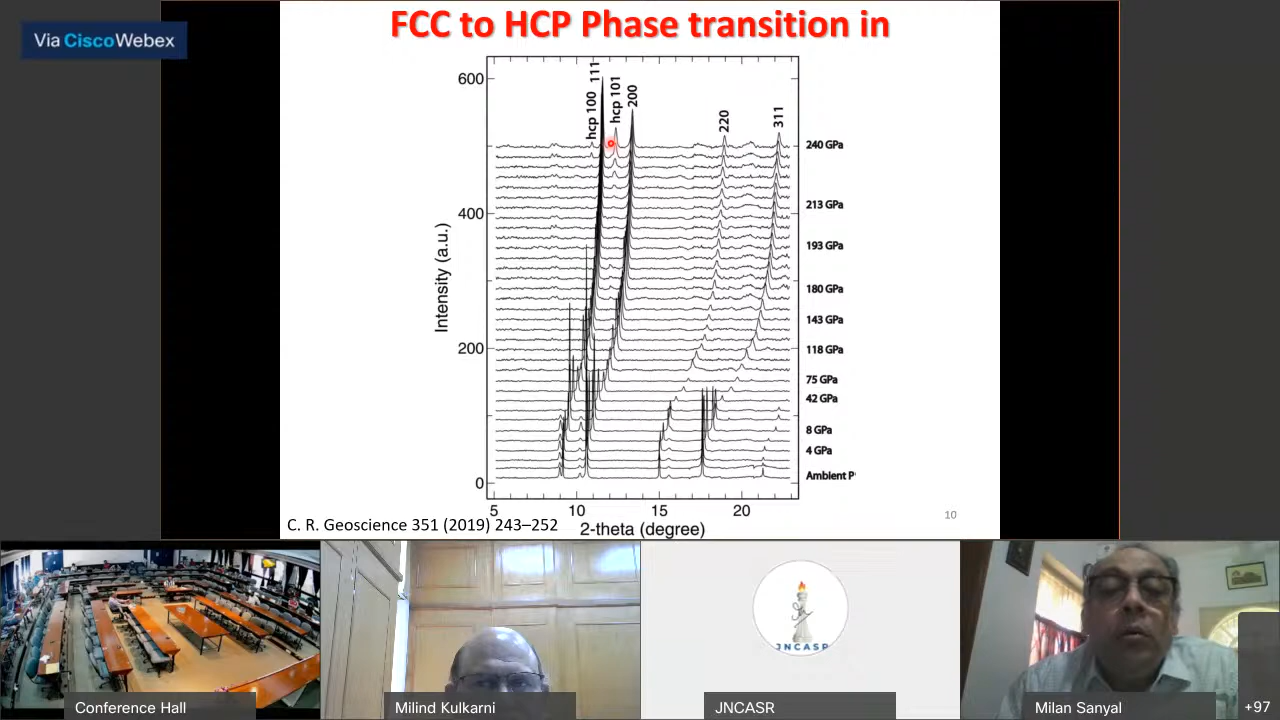 Via CiscoWebex
FCC to HCP Phase transition in
600
400
200
0
Intensity (a.u.)
hcp 100
111
hcp 101
200
220
311
240 GPa
213 GPa
193 GPa
180 GPa
143 GPa
118 GPa
75 GPa
42 GPa
8 GPa
4 GPa
Ambient P
5 10 15 20
2-theta (degree)
C. R. Geoscience 351 (2019) 243–252
10
JNCASR
Conference Hall
Milind Kulkarni
JNCASR
Milan Sanyal
+97